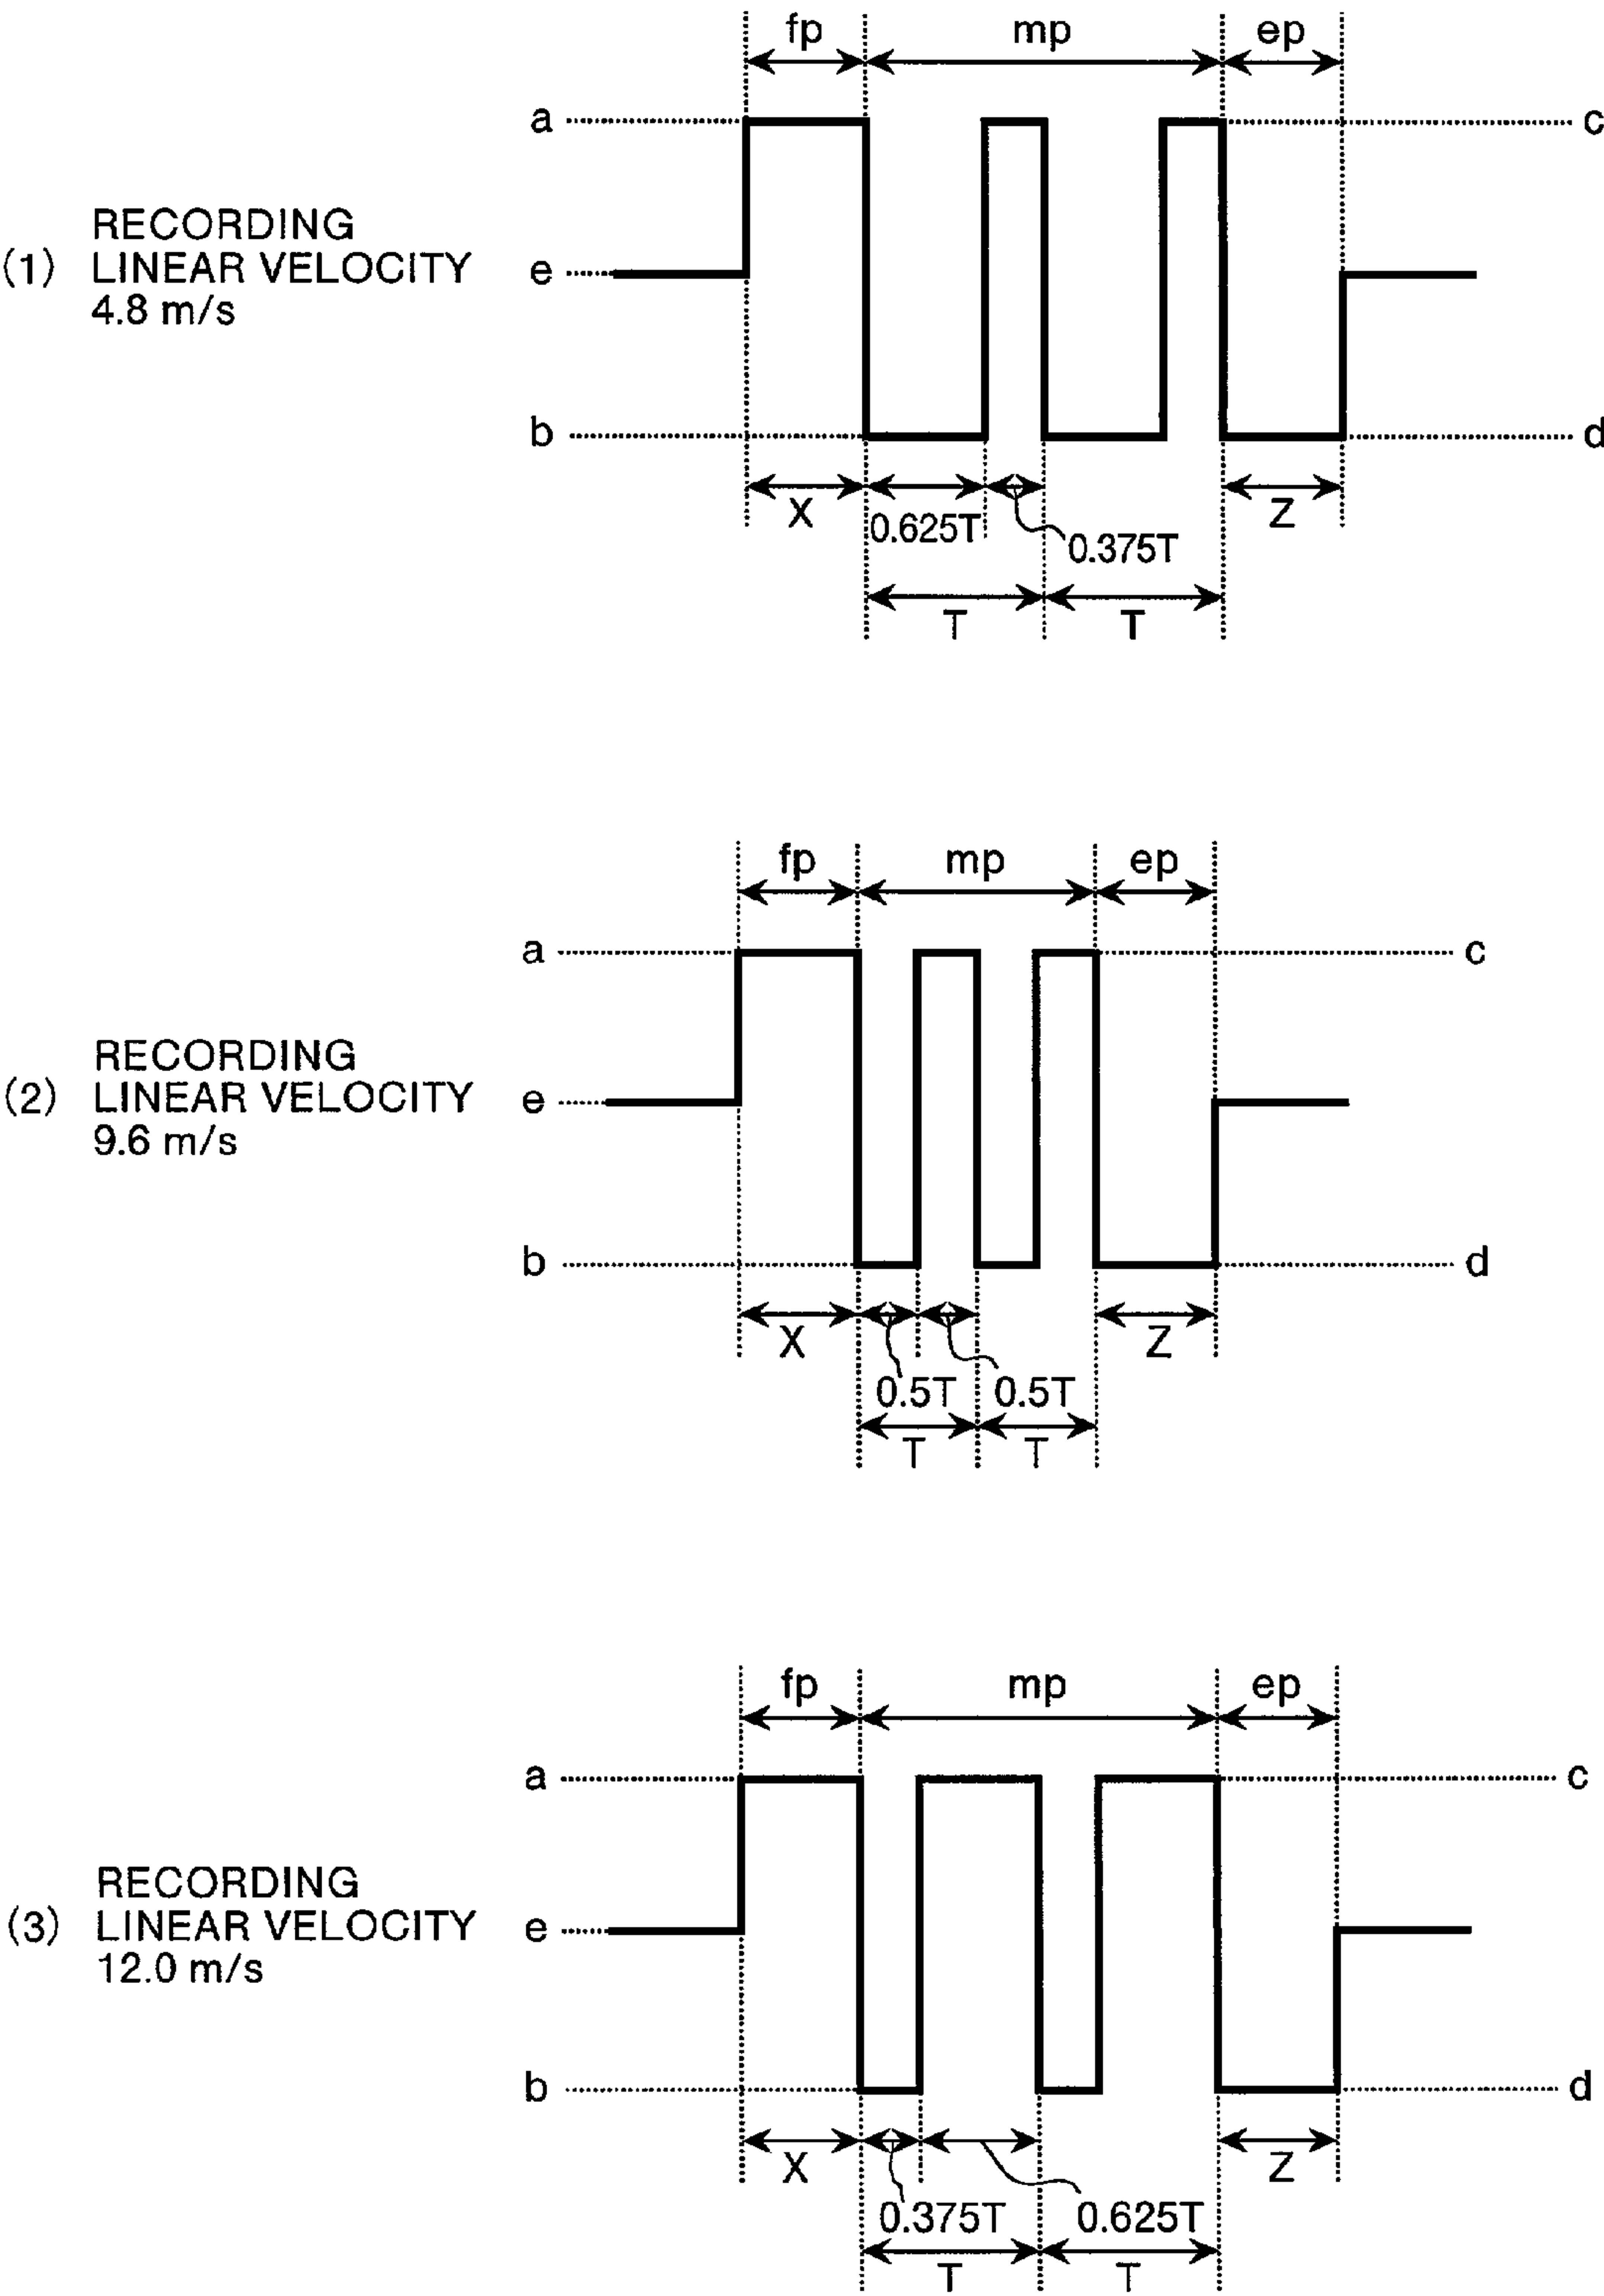 fp mp ep
a c
RECORDING
(1) LINEAR VELOCITY e
4.8 m/s
b d
X 0.625T Z
0.375T
T T
fp mp ep
a c
RECORDING
(2) LINEAR VELOCITY e
9.6 m/s
b d
X Z
0.5T 0.5T
T T
fp mp ep
a c
RECORDING
(3) LINEAR VELOCITY e
12.0 m/s
b d
X Z
0.375T 0.625T
T T